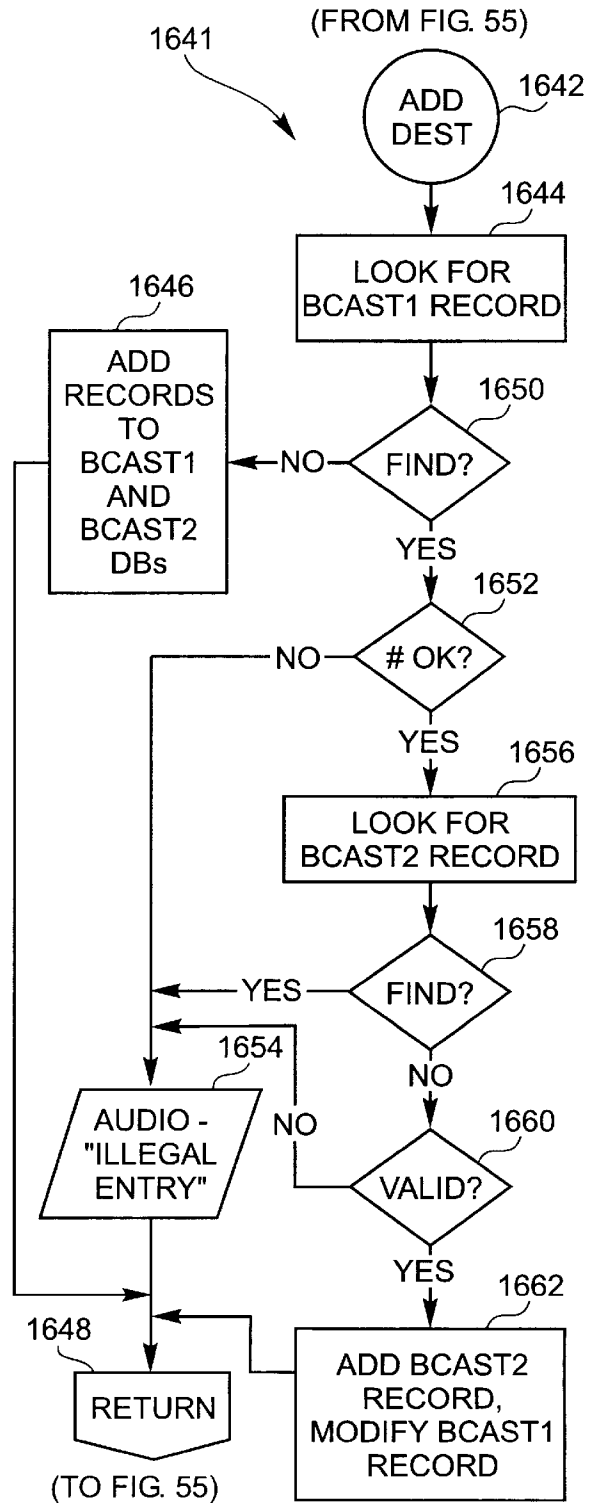 (FROM FIG. 55)
1641
1642
ADD
DEST
1644
LOOK FOR
BCAST1 RECORD
1646
ADD
RECORDS
TO
BCAST1
AND
BCAST2
DBs
1650
FIND?
NO
YES
1652
# OK?
NO
YES
1656
LOOK FOR
BCAST2 RECORD
1658
FIND?
YES
NO
1654
AUDIO -
"ILLEGAL
ENTRY"
NO
1660
VALID?
YES
1662
ADD BCAST2
RECORD,
MODIFY BCAST1
RECORD
1648
RETURN
(TO FIG. 55)